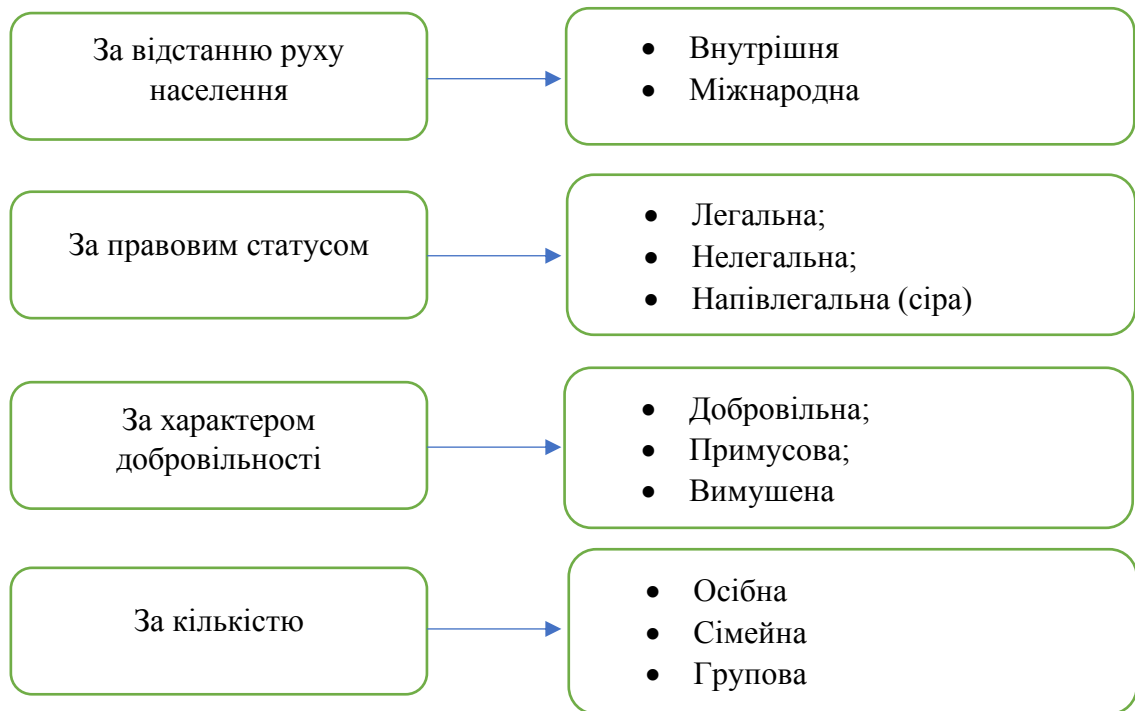 За відстанню руху
населення
• Внутрішня
• Міжнародна
За правовим статусом
• Легальна;
• Нелегальна;
• Напівлегальна (сіра)
За характером
добровільності
• Добровільна;
• Примусова;
• Вимушена
За кількістю
• Осібна
• Сімейна
• Групова